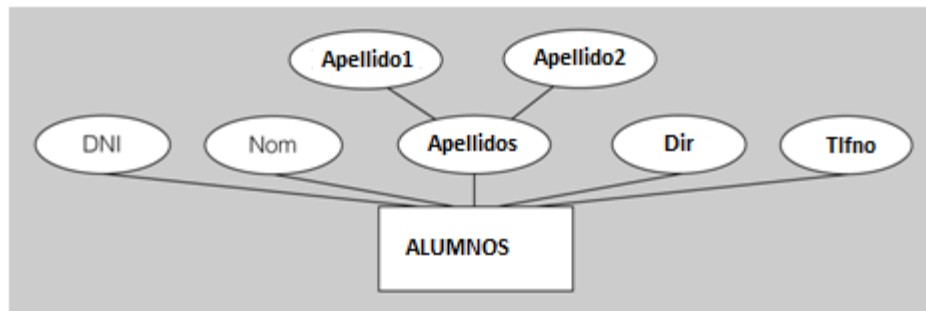 Apellido1
Apellido2
DNI
Nom
Apellidos
Dir
Tlfno
ALUMNOS